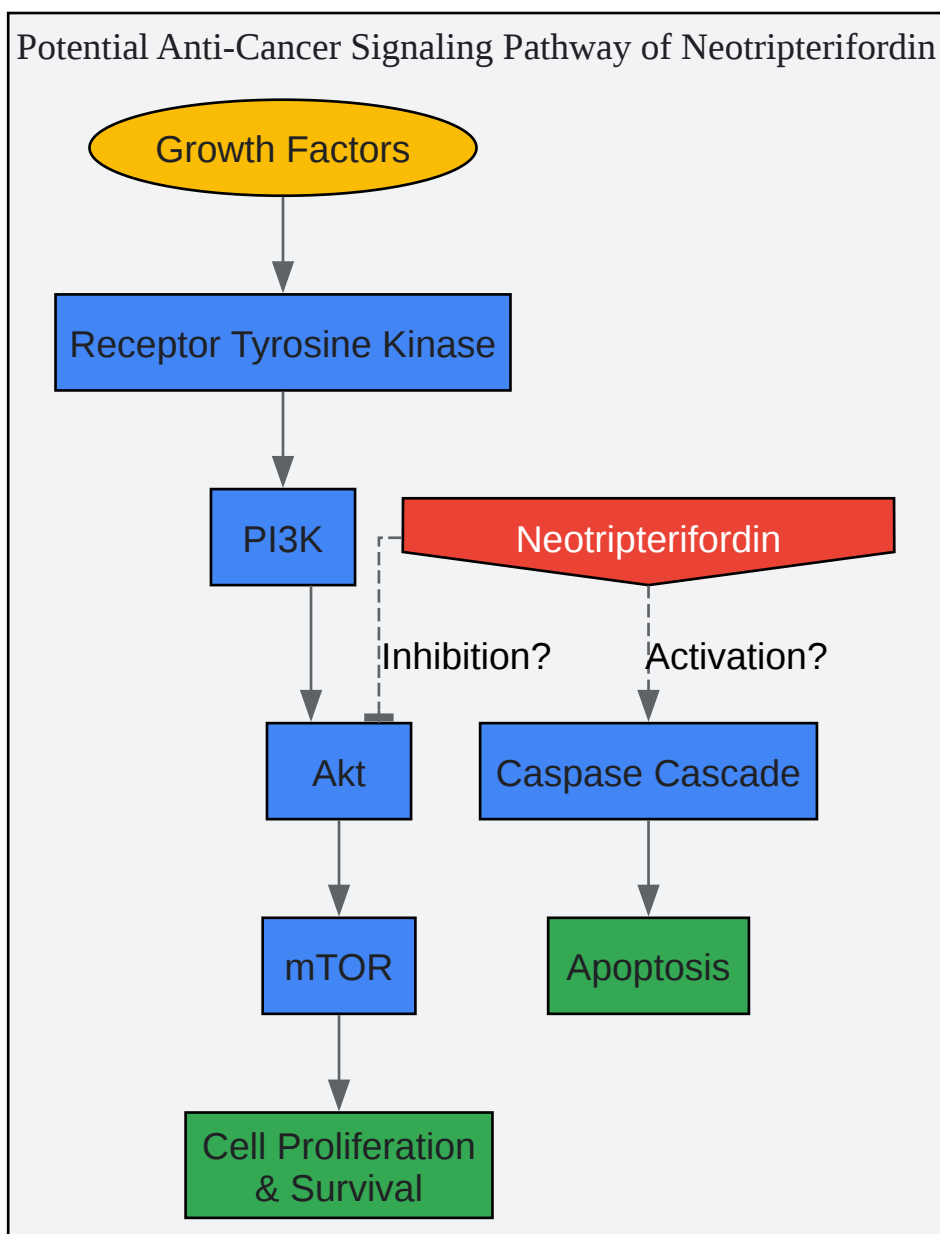 Potential Anti-Cancer Signaling Pathway of Neotripterifordin
Growth Factors
Receptor Tyrosine Kinase
PI3K
Neotripterifordin
Inhibition?
Activation?
Akt
Caspase Cascade
mTOR
Apoptosis
Cell Proliferation
& Survival